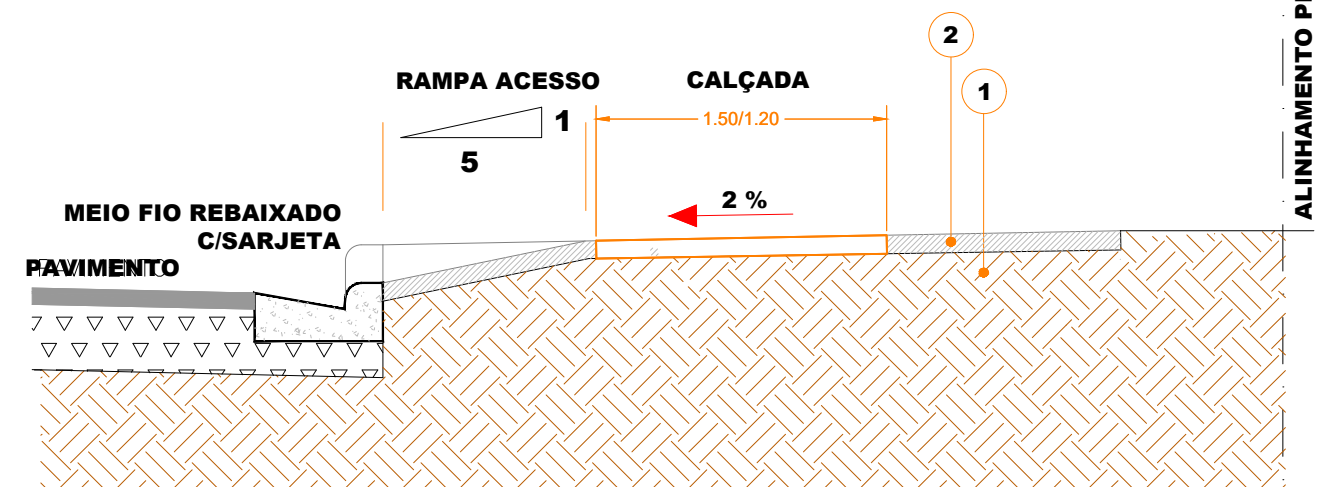 2
1
RAMPA ACESSO
CALÇADA
1
5
1.50/1.20
2 %
MEIO FIO REBAIXADO
C/SARJETA
PAVIMENTO
ALINHAMENTO